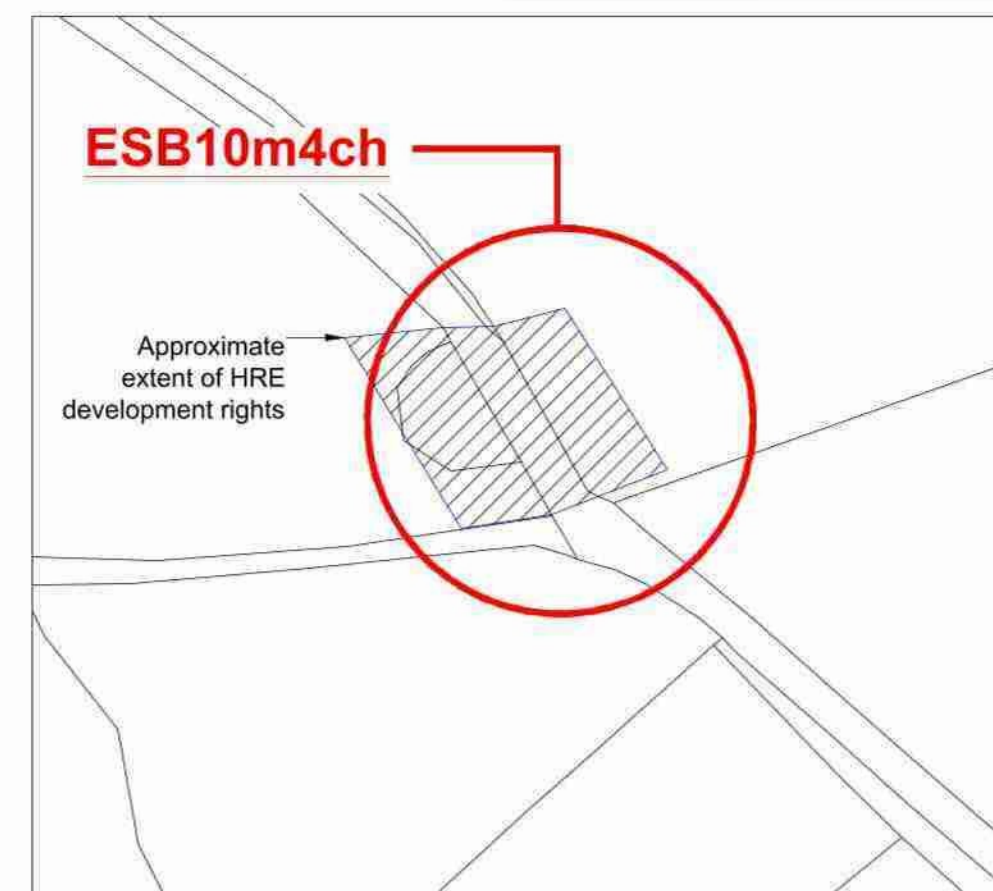 ESB10m4ch
Approximate
extent of HRE
development rights